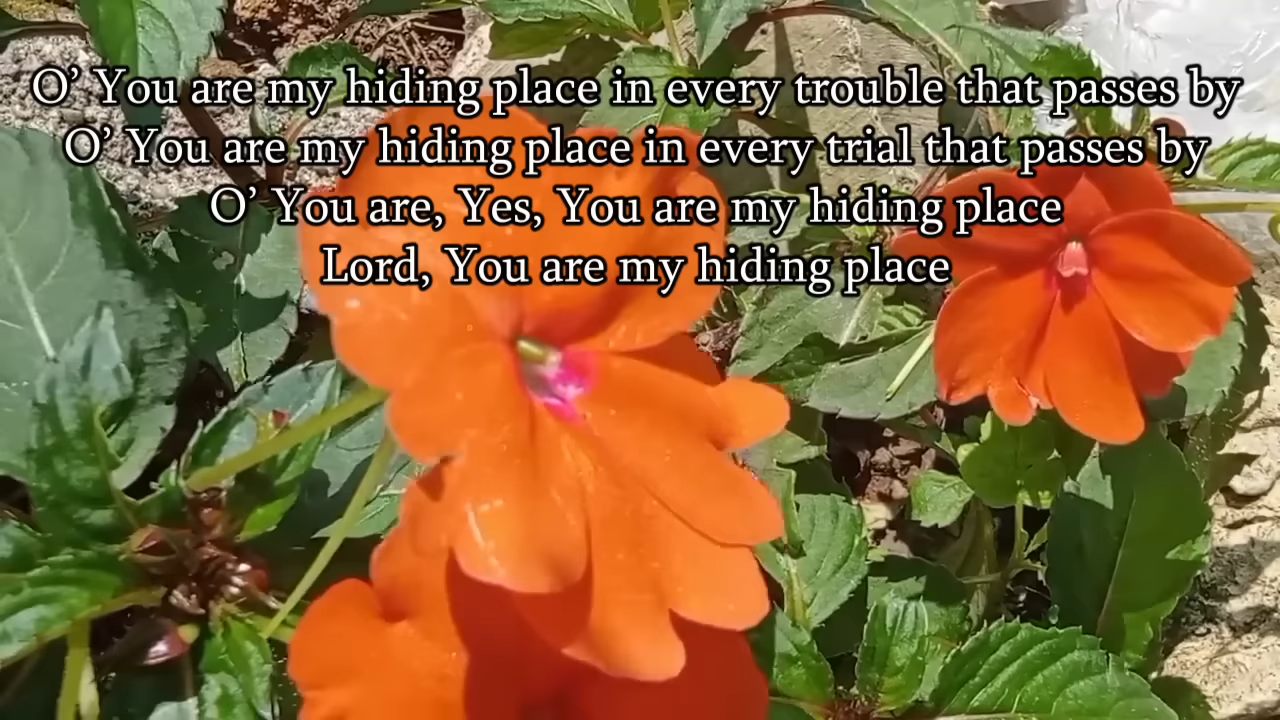 O’ You are my hiding place in every trouble that passes by
O’ You are my hiding place in every trial that passes by
O’ You are, Yes, You are my hiding place
Lord, You are my hiding place